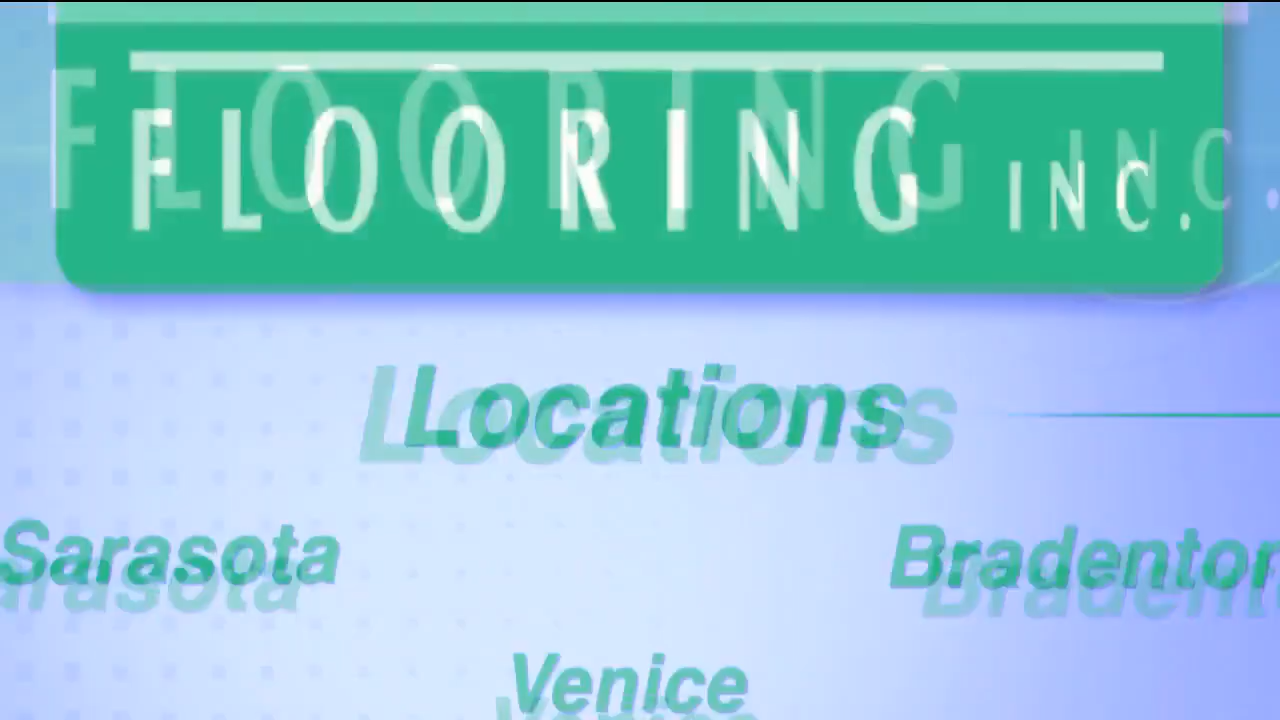 FLOORING INC.
Locations
Sarasota
Bradenton
Venice